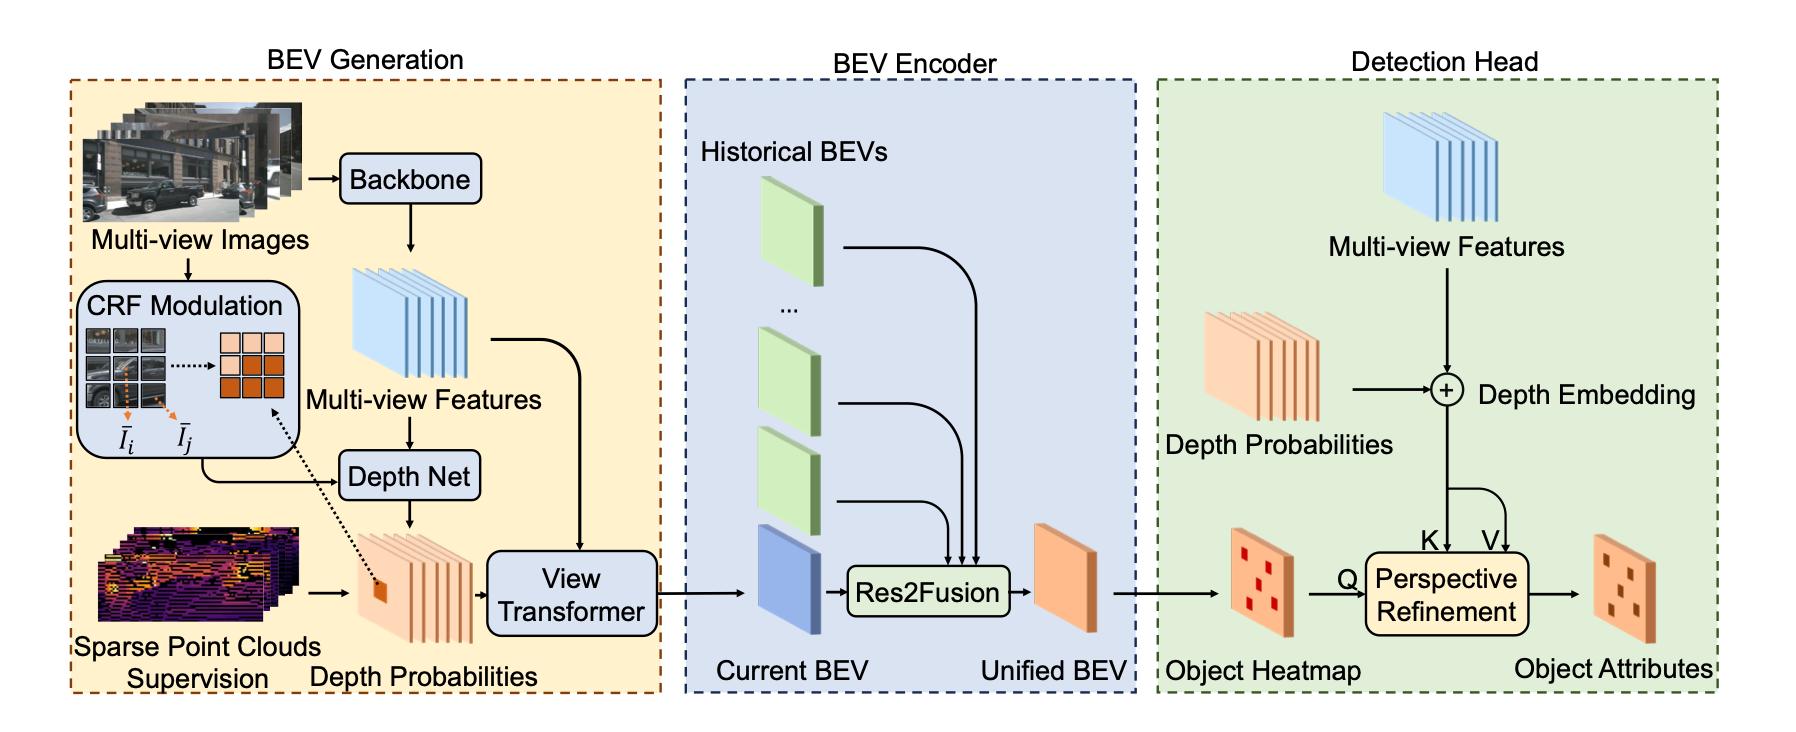 BEV Generation
BEV Encoder
Detection Head
Multi-view Images
Backbone
CRF Modulation
Ī_i
Ī_j
Multi-view Features
Depth Net
Sparse Point Clouds
Supervision
Depth Probabilities
View
Transformer
Historical BEVs
...
Current BEV
Res2Fusion
Unified BEV
Multi-view Features
+
Depth Embedding
Depth Probabilities
K
V
Q
Perspective
Refinement
Object Heatmap
Object Attributes